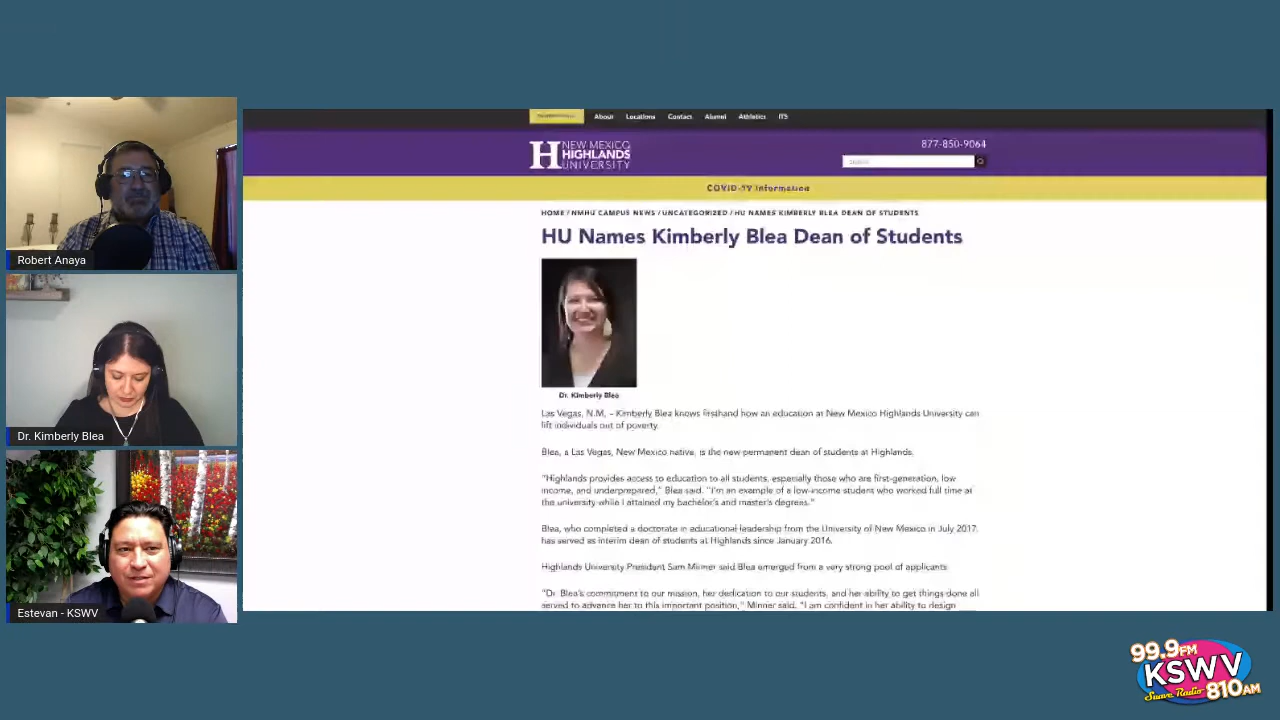 Robert Anaya
Dr. Kimberly Blea
Estevan - KSWV
About Locations Contact Alumni Athletics ITS
H NEW MEXICO
HIGHLANDS
UNIVERSITY
877-850-9064
COVID-19 Information
HOME / NMHU CAMPUS NEWS / UNCATEGORIZED / HU NAMES KIMBERLY BLEA DEAN OF STUDENTS
HU Names Kimberly Blea Dean of Students
Dr. Kimberly Blea
Las Vegas, N.M. – Kimberly Blea knows firsthand how an education at New Mexico Highlands University can
lift individuals out of poverty.
Blea, a Las Vegas, New Mexico native, is the new permanent dean of students at Highlands.
"Highlands provides access to education to all students, especially those who are first-generation, low
income, and underprepared," Blea said. "I'm an example of a low-income student who worked full time at
the university while I attained my bachelor's and master's degrees."
Blea, who completed a doctorate in educational leadership from the University of New Mexico in July 2017,
has served as interim dean of students at Highlands since January 2016.
Highlands University President Sam Minner said Blea emerged from a very strong pool of applicants
"Dr. Blea's commitment to our mission, her dedication to our students, and her ability to get things done all
served to advance her to this important position," Minner said. "I am confident in her ability to design
99.9FM
KSWV
Suave Radio 810AM